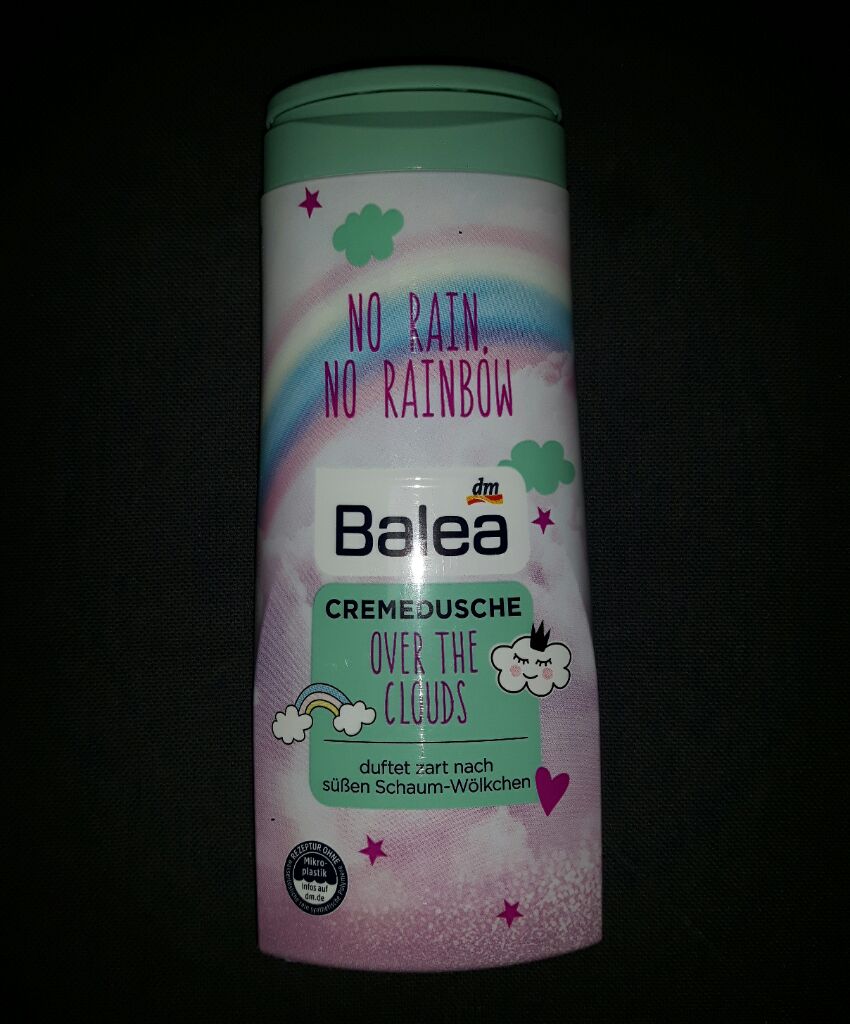 NO RAIN,
NO RAINBOW
dm
Balea
CREMEDUSCHE
OVER THE
CLOUDS
duftet zart nach
süßen Schaum-Wölkchen
REZEPTUR OHNE
Mikro-
plastik
infos auf
dm.de